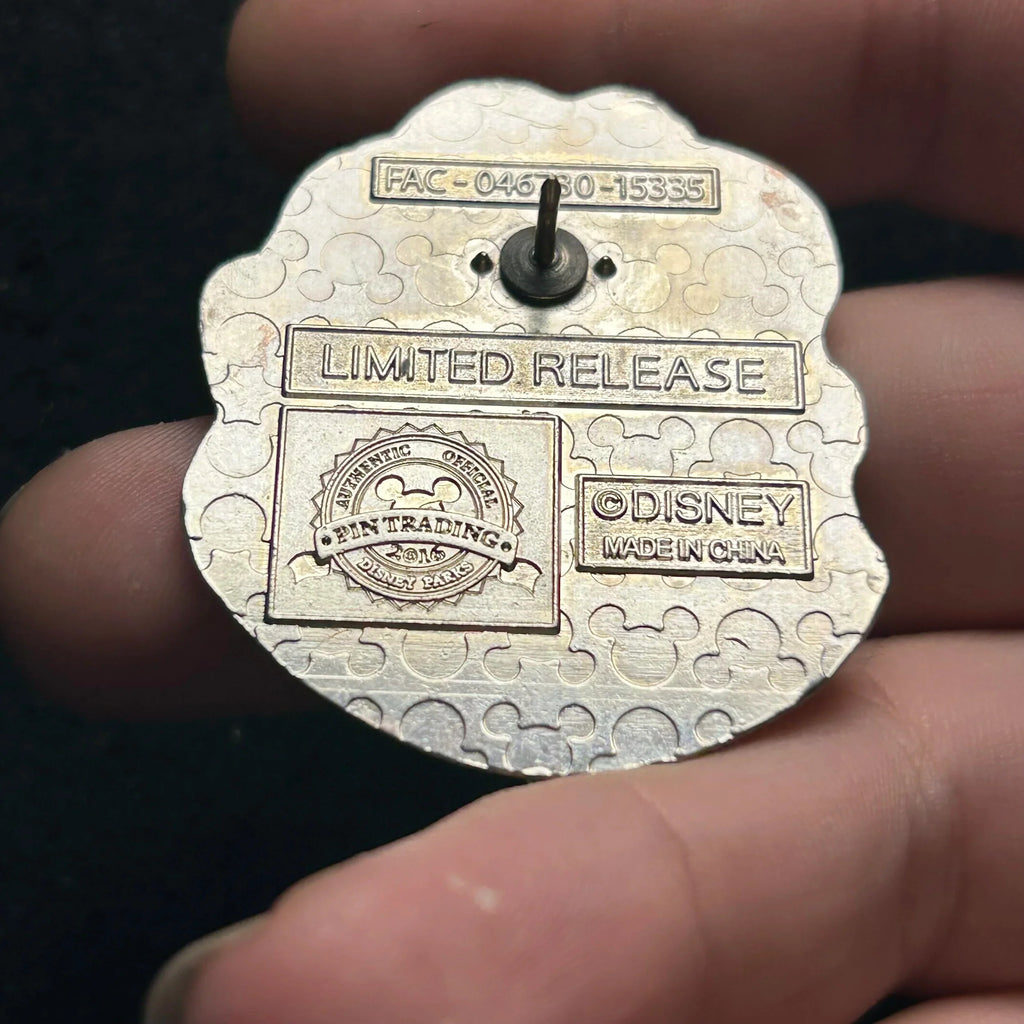 FAC - 046730 -15335
LIMITED RELEASE
AUTHENTIC OFFICIAL
PIN TRADING
2016
DISNEY PARKS
©DISNEY
MADE IN CHINA